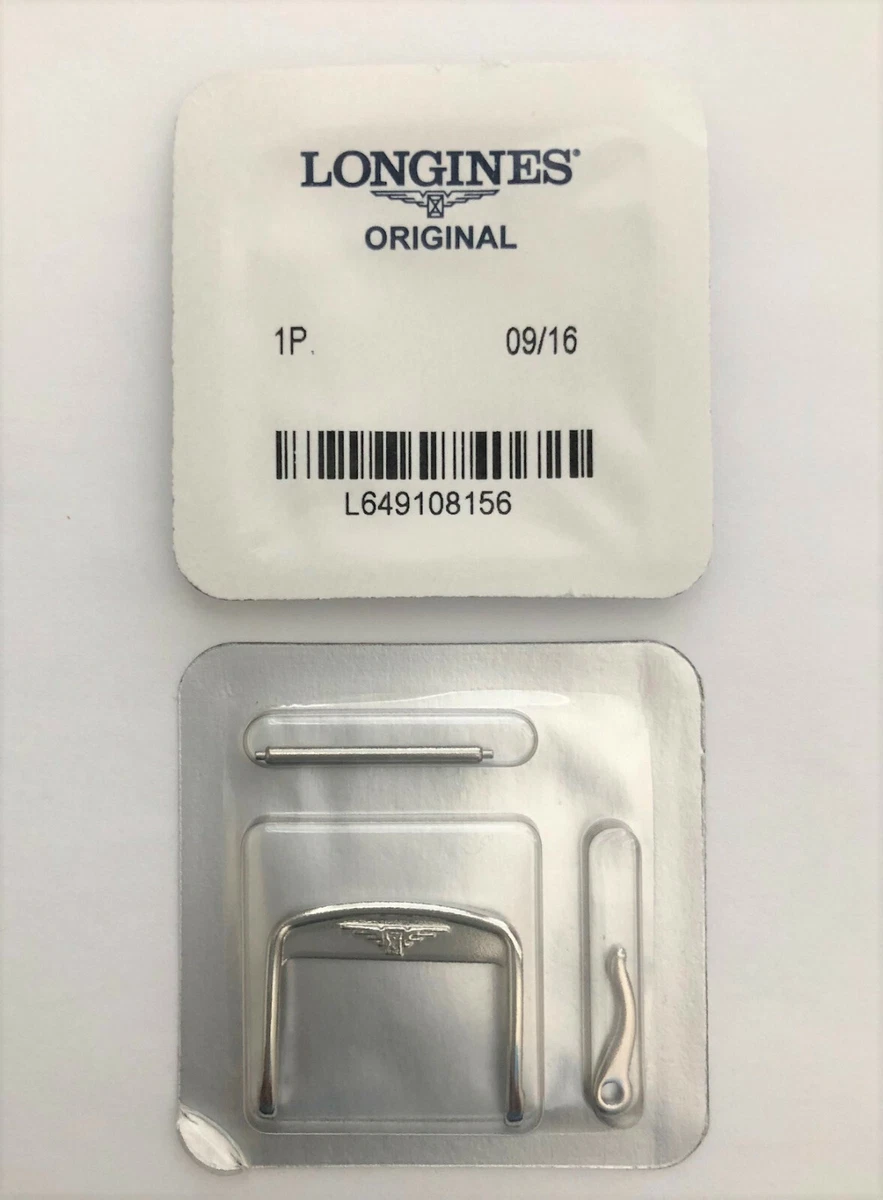 LONGINES®
ORIGINAL
1P. 09/16
L649108156